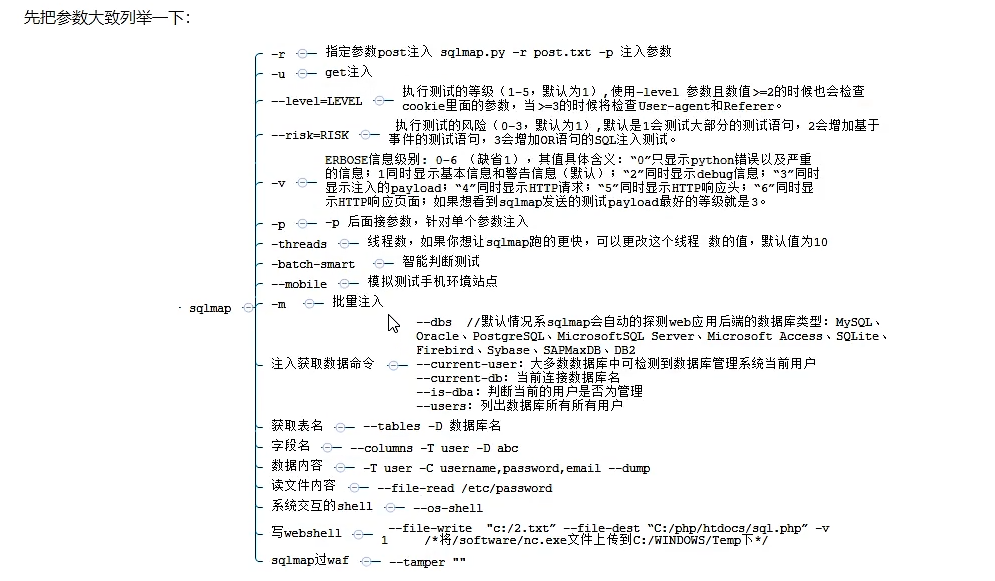 先把参数大致列举一下:
sqlmap
-r 指定参数post注入 sqlmap.py -r post.txt -p 注入参数
-u get注入
--level=LEVEL 执行测试的等级（1-5，默认为1）,使用-level 参数且数值>=2的时候也会检查
cookie里面的参数，当>=3的时候将检查User-agent和Referer。
--risk=RISK 执行测试的风险（0-3，默认为1）,默认是1会测试大部分的测试语句，2会增加基于
事件的测试语句，3会增加OR语句的SQL注入测试。
-v ERBOSE信息级别: 0-6 （缺省1），其值具体含义：“0”只显示python错误以及严重
的信息；1同时显示基本信息和警告信息（默认）；“2”同时显示debug信息；“3”同时
显示注入的payload；“4”同时显示HTTP请求；“5”同时显示HTTP响应头；“6”同时显
示HTTP响应页面；如果想看到sqlmap发送的测试payload最好的等级就是3。
-p -p 后面接参数，针对单个参数注入
-threads 线程数，如果你想让sqlmap跑的更快，可以更改这个线程 数的值，默认值为10
-batch-smart 智能判断测试
--mobile 模拟测试手机环境站点
-m 批量注入
注入获取数据命令 --dbs //默认情况系sqlmap会自动的探测web应用后端的数据库类型：MySQL、
Oracle、PostgreSQL、MicrosoftSQL Server、Microsoft Access、SQLite、
Firebird、Sybase、SAPMaxDB、DB2
--current-user：大多数数据库中可检测到数据库管理系统当前用户
--current-db：当前连接数据库名
--is-dba：判断当前的用户是否为管理
--users：列出数据库所有所有用户
获取表名 --tables -D 数据库名
字段名 --columns -T user -D abc
数据内容 -T user -C username,password,email --dump
读文件内容 --file-read /etc/password
系统交互的shell --os-shell
写webshell --file-write "c:/2.txt” --file-dest “C:/php/htdocs/sql.php” -v
1 /*将/software/nc.exe文件上传到C:/WINDOWS/Temp下*/
sqlmap过waf --tamper ""